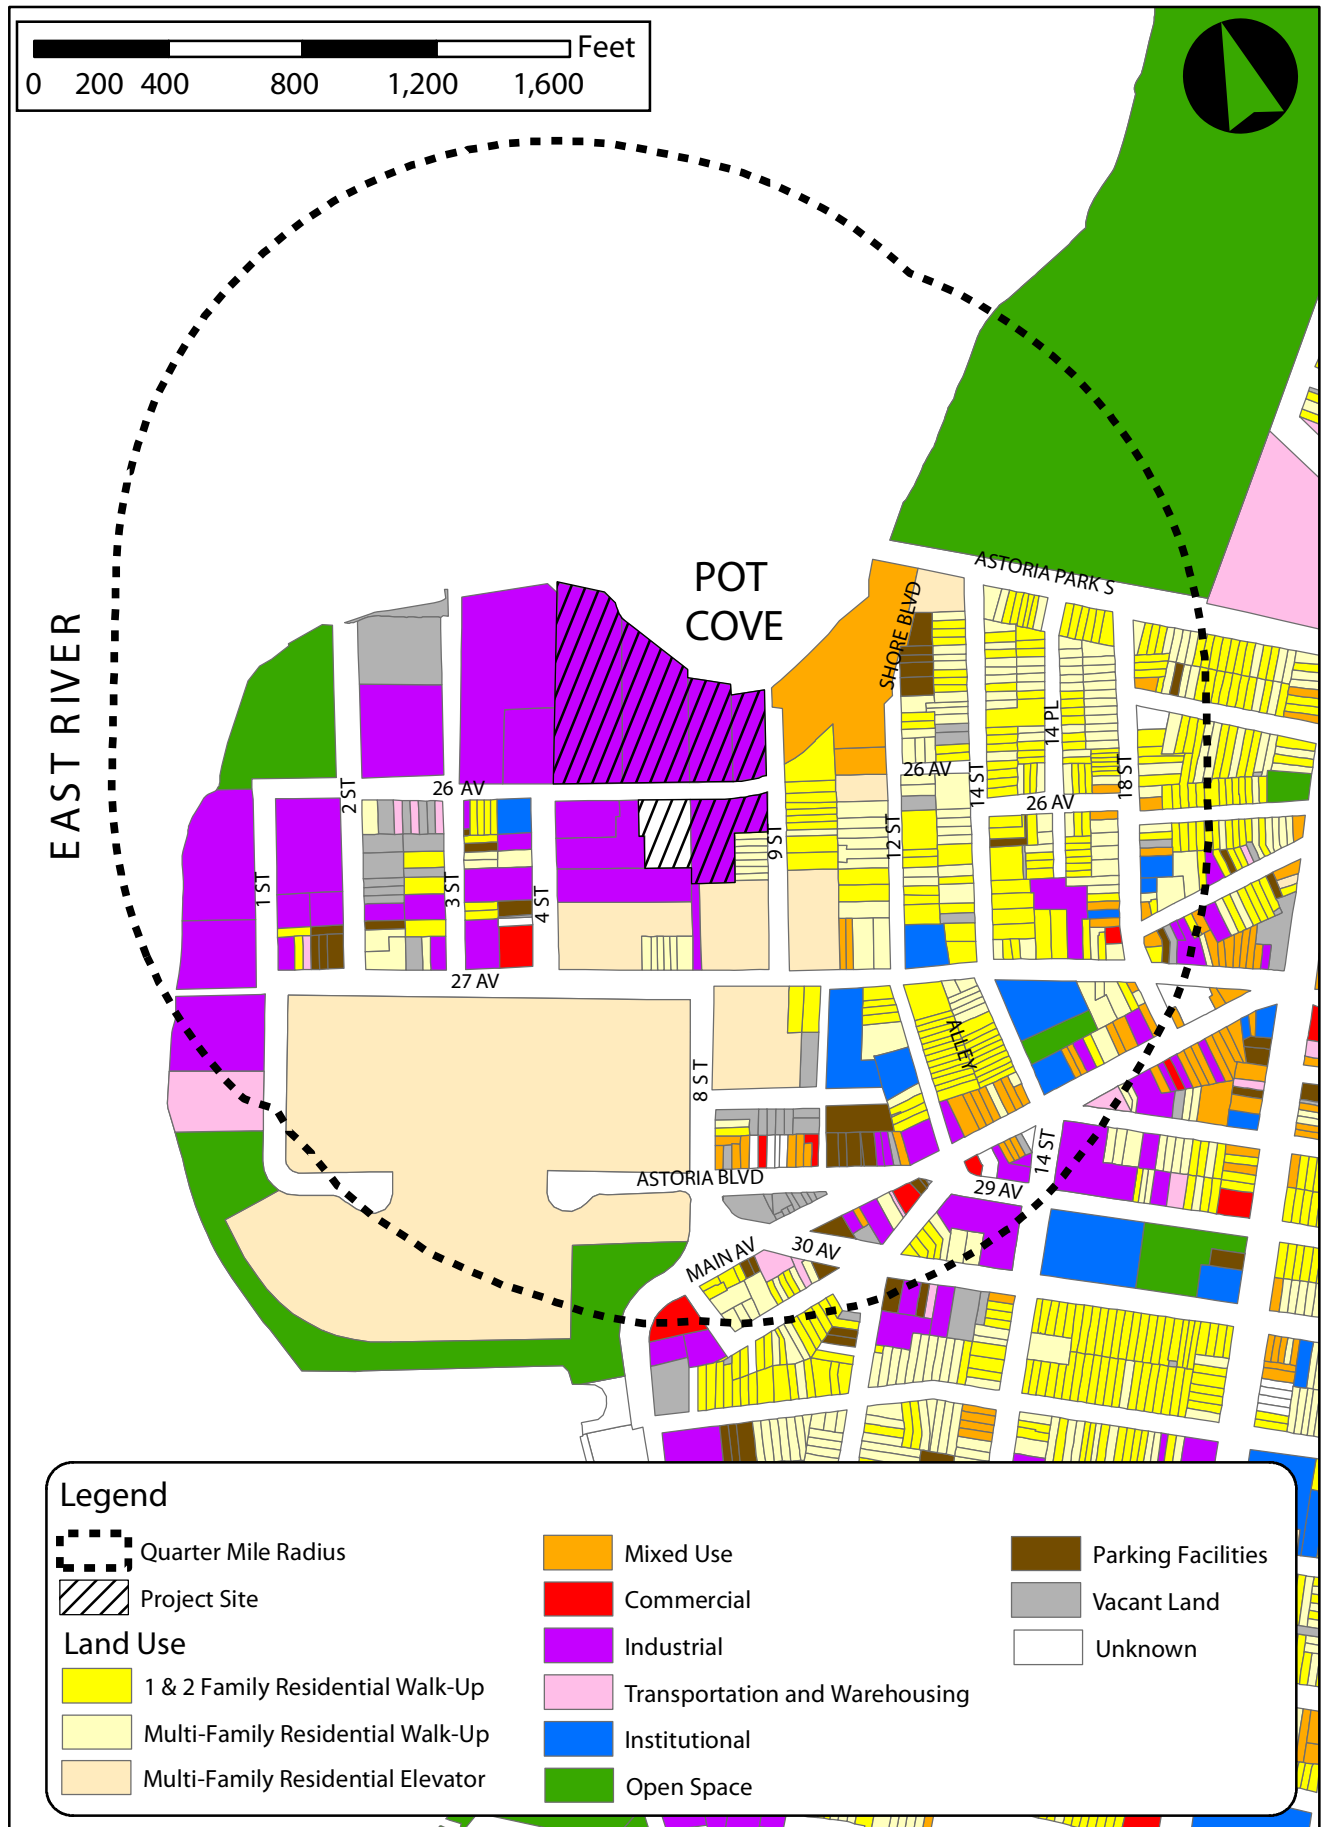 Feet
0 200 400 800 1,200 1,600
POT
COVE
EAST RIVER
ASTORIA PARK S
SHORE BLVD
14 PL
26 AV
26 AV
26 AV
18 ST
14 ST
12 ST
9 ST
2 ST
1 ST
3 ST
4 ST
27 AV
ALLEY
8 ST
ASTORIA BLVD
14 ST
29 AV
30 AV
MAIN AV
Legend
Quarter Mile Radius
Project Site
Land Use
1 & 2 Family Residential Walk-Up
Multi-Family Residential Walk-Up
Multi-Family Residential Elevator
Mixed Use
Commercial
Industrial
Transportation and Warehousing
Institutional
Open Space
Parking Facilities
Vacant Land
Unknown